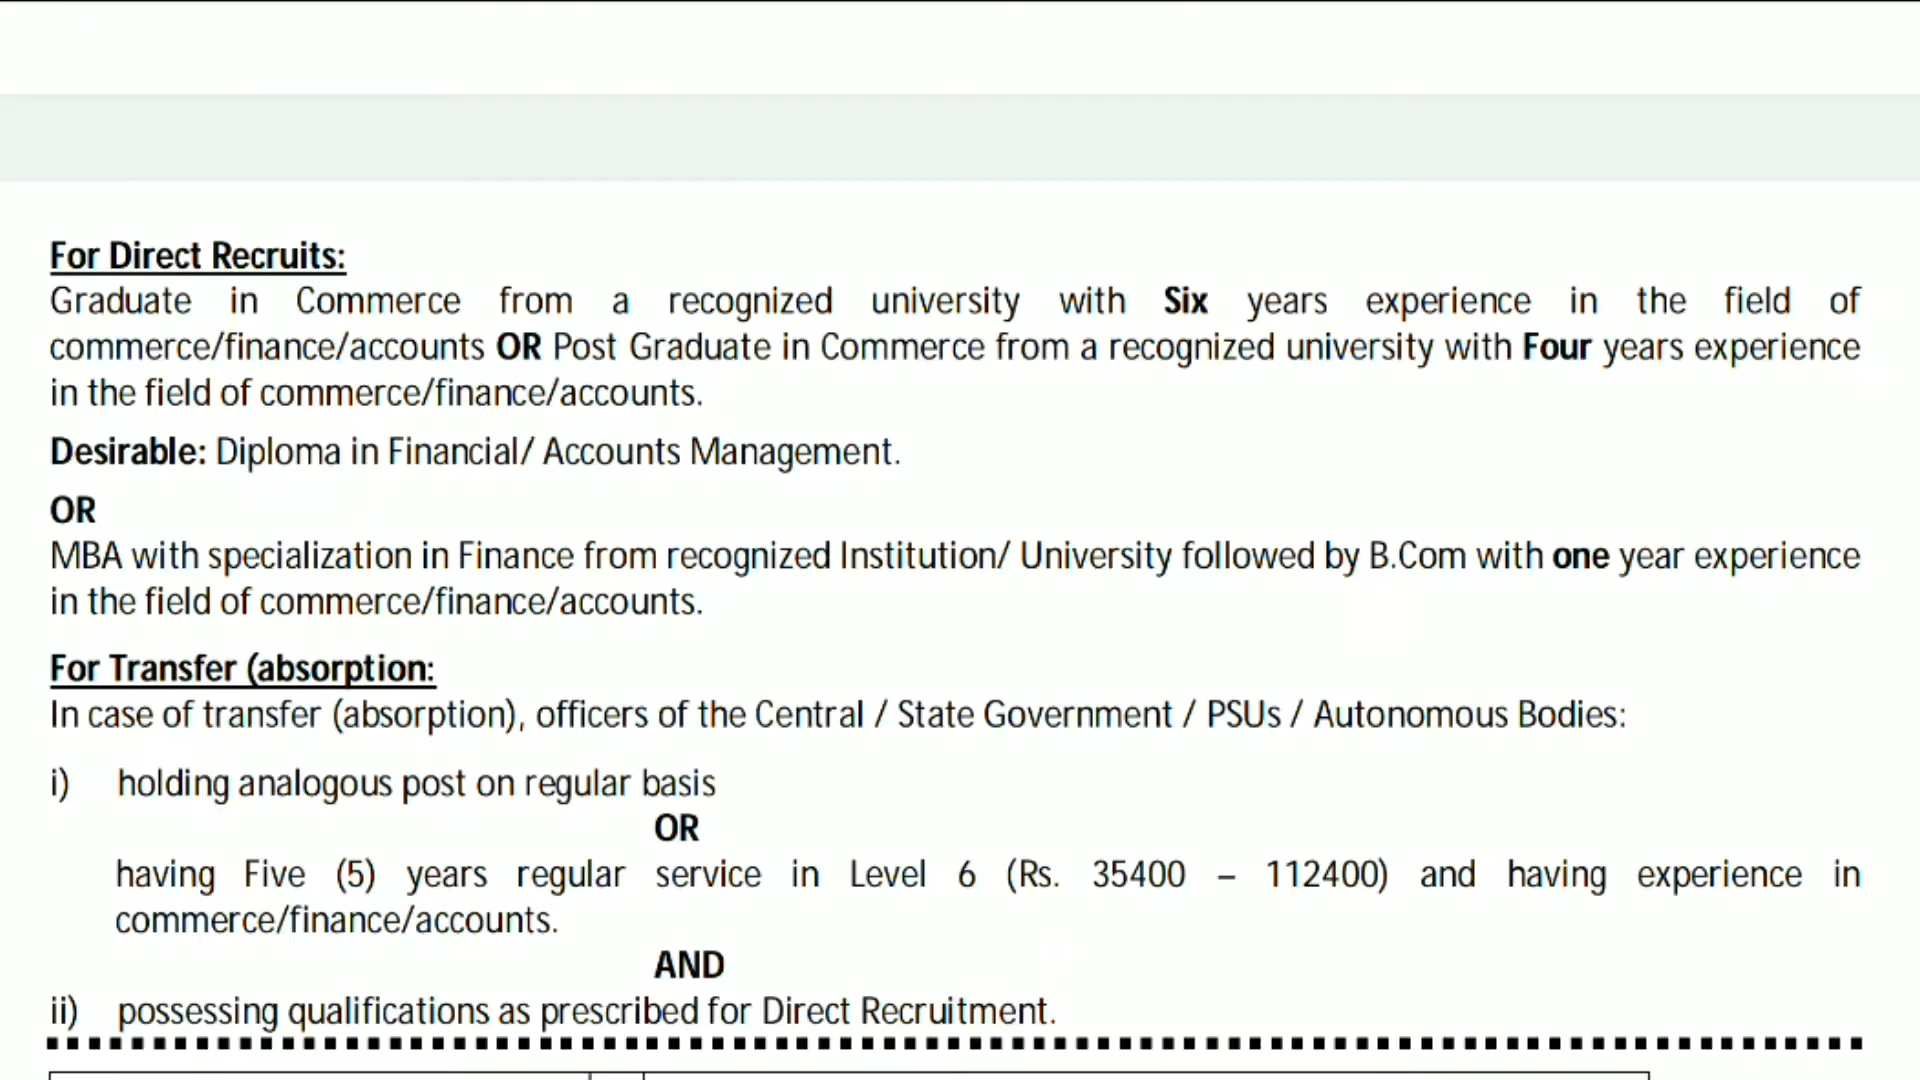 For Direct Recruits:
Graduate in Commerce from a recognized university with Six years experience in the field of
commerce/finance/accounts OR Post Graduate in Commerce from a recognized university with Four years experience
in the field of commerce/finance/accounts.
Desirable: Diploma in Financial/ Accounts Management.
OR
MBA with specialization in Finance from recognized Institution/ University followed by B.Com with one year experience
in the field of commerce/finance/accounts.
For Transfer (absorption:
In case of transfer (absorption), officers of the Central / State Government / PSUs / Autonomous Bodies:
i) holding analogous post on regular basis
OR
having Five (5) years regular service in Level 6 (Rs. 35400 – 112400) and having experience in
commerce/finance/accounts.
AND
ii) possessing qualifications as prescribed for Direct Recruitment.